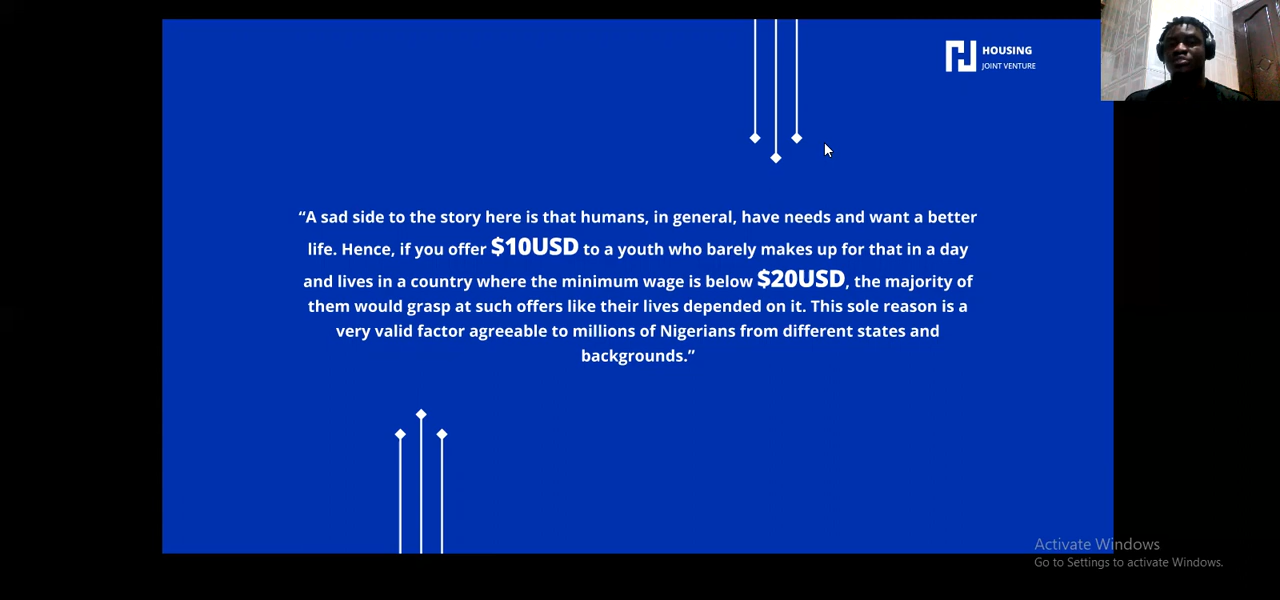 HOUSING
JOINT VENTURE
“A sad side to the story here is that humans, in general, have needs and want a better
life. Hence, if you offer $10USD to a youth who barely makes up for that in a day
and lives in a country where the minimum wage is below $20USD, the majority of
them would grasp at such offers like their lives depended on it. This sole reason is a
very valid factor agreeable to millions of Nigerians from different states and
backgrounds.”
Activate Windows
Go to Settings to activate Windows.